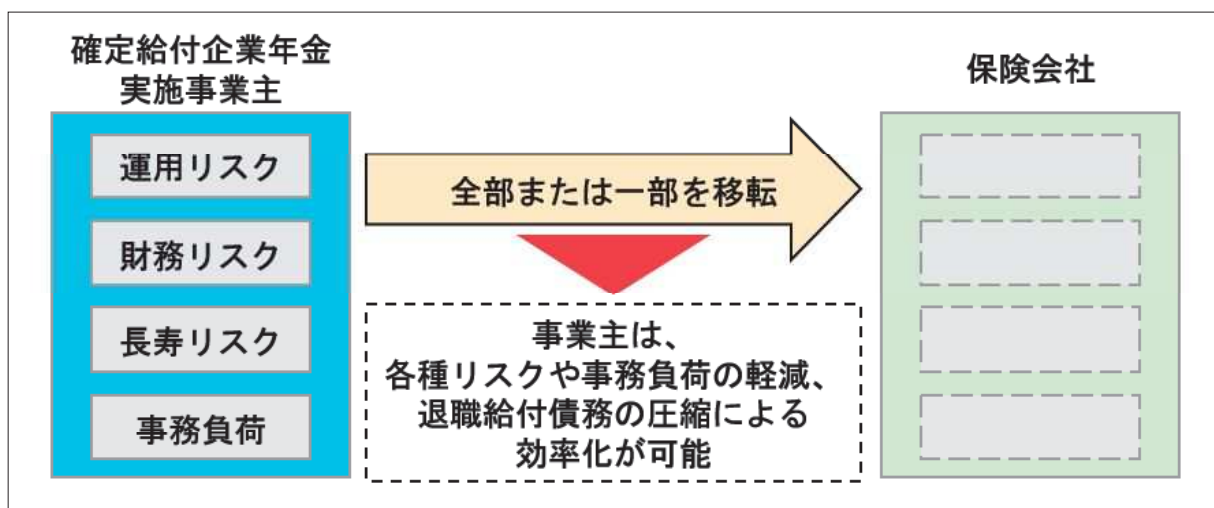 確定給付企業年金
実施事業主
運用リスク
財務リスク
長寿リスク
事務負荷
全部または一部を移転
事業主は、
各種リスクや事務負荷の軽減、
退職給付債務の圧縮による
効率化が可能
保険会社